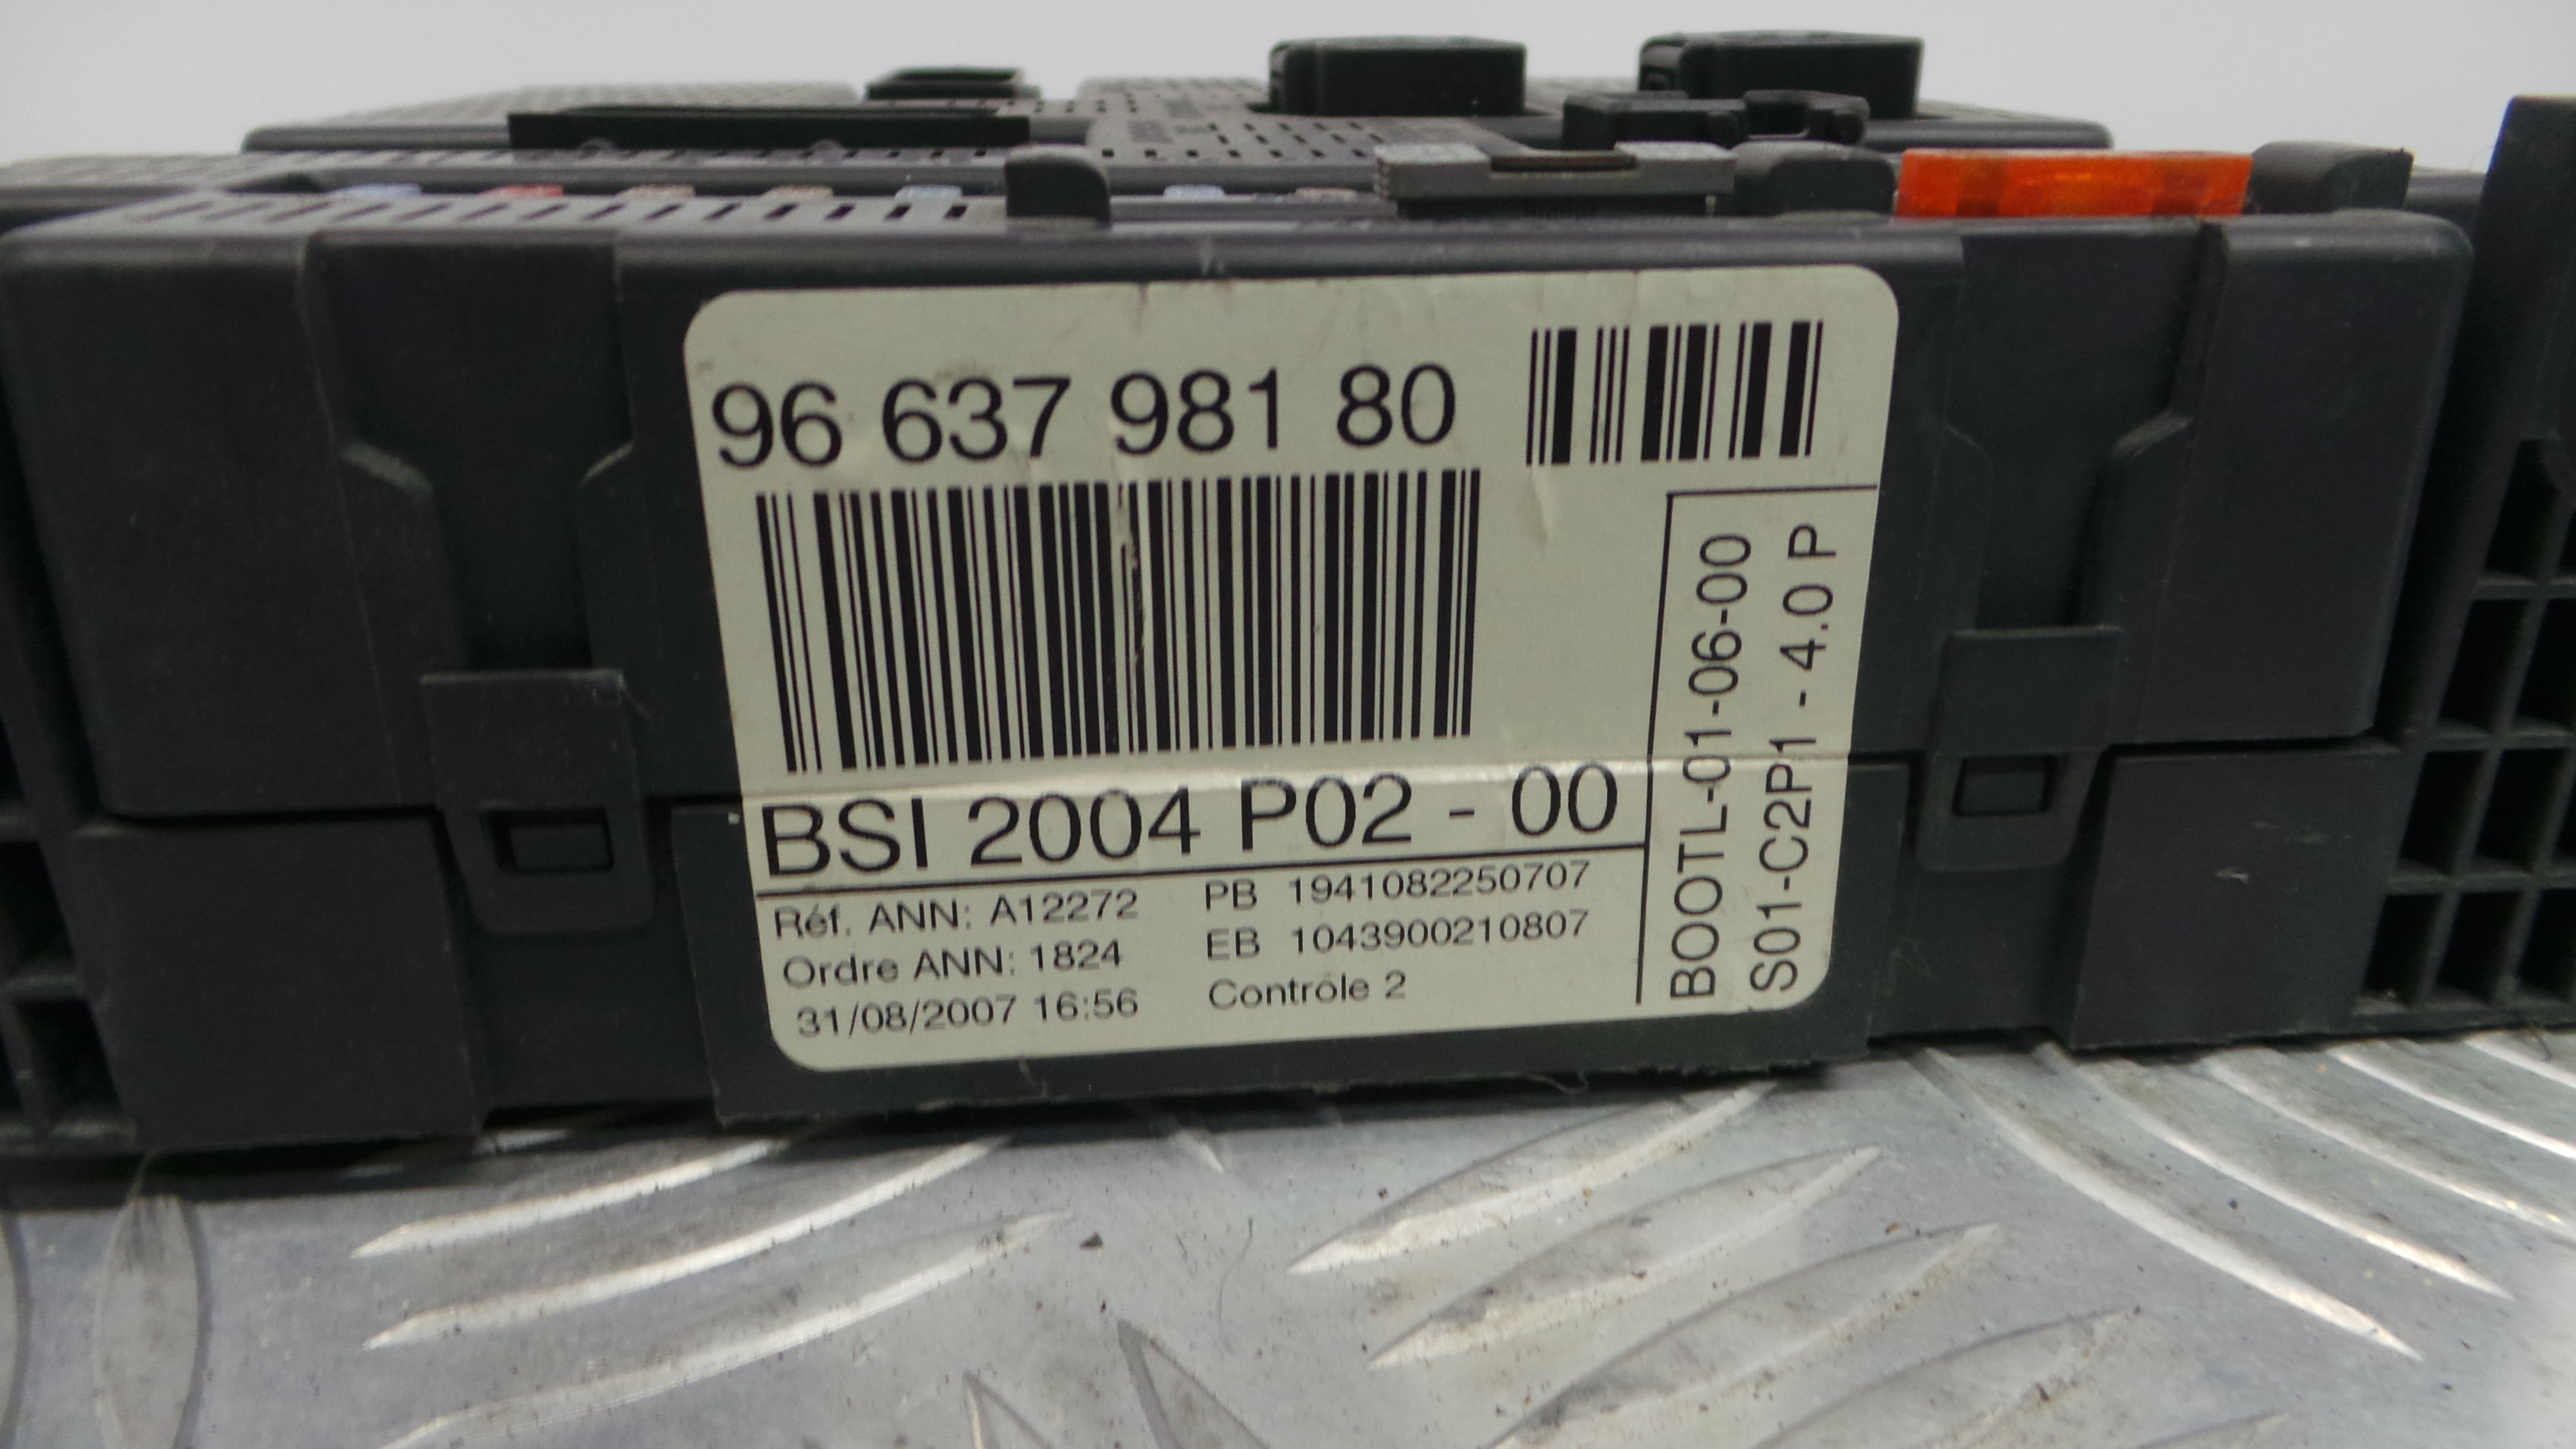 96 637 981 80
BSI 2004 P02 - 00
Réf. ANN: A12272
Ordre ANN: 1824
31/08/2007 16:56
PB 1941082250707
EB 1043900210807
Contrôle 2
BOOTL-01-06-00
S01-C2P1 - 4.0 P